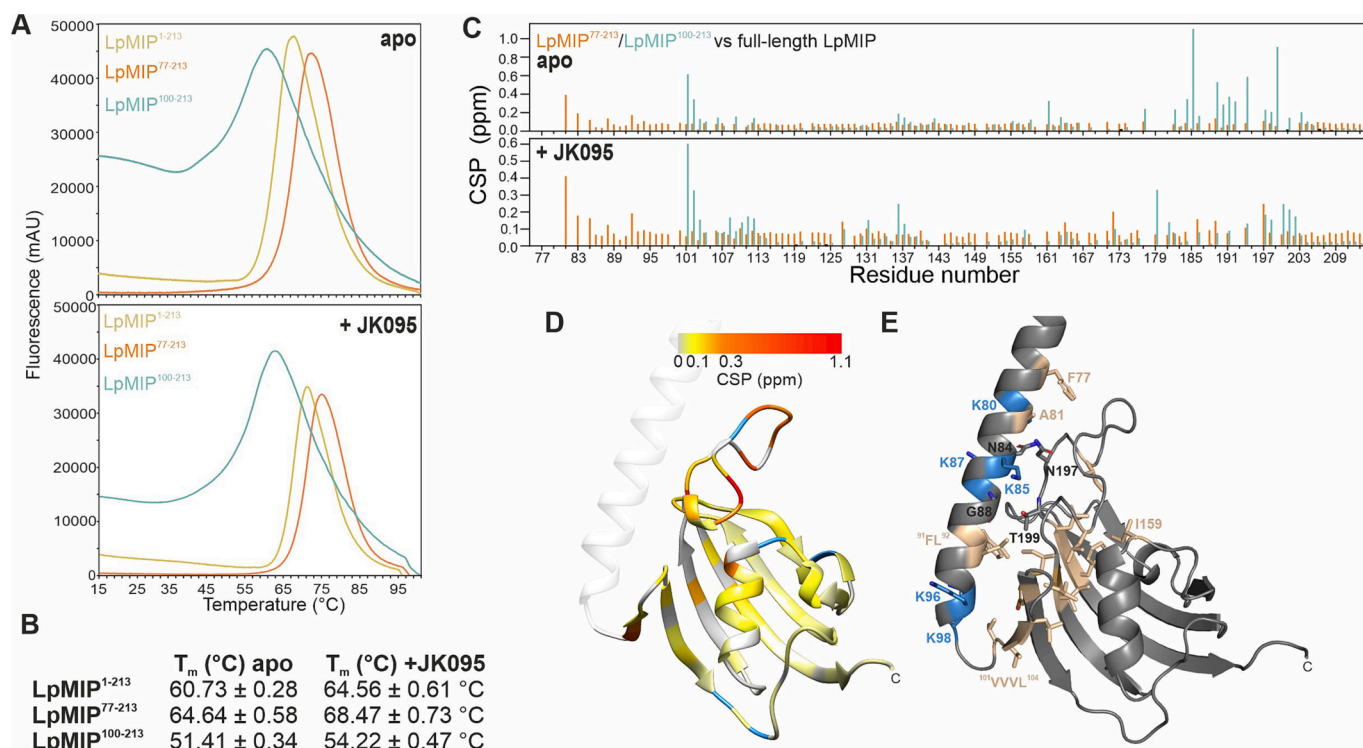 A
apo
LpMIP1-213
LpMIP77-213
LpMIP100-213
50000
40000
30000
20000
10000
0
+ JK095
LpMIP1-213
LpMIP77-213
LpMIP100-213
50000
40000
30000
20000
10000
0
Fluorescence (mAU)
15 25 35 45 55 65 75 85 95
Temperature (°C)
B
Tm (°C) apo Tm (°C) +JK095
LpMIP1-213 60.73 ± 0.28 64.56 ± 0.61 °C
LpMIP77-213 64.64 ± 0.58 68.47 ± 0.73 °C
LpMIP100-213 51.41 ± 0.34 54.22 ± 0.47 °C
C
LpMIP77-213/LpMIP100-213 vs full-length LpMIP
apo
1.0
0.8
0.6
0.4
0.2
0.0
+ JK095
0.6
0.5
0.4
0.3
0.2
0.1
0.0
CSP (ppm)
77 83 89 95 101 107 113 119 125 131 137 143 149 155 161 167 173 179 185 191 197 203 209
Residue number
D
0 0.1 0.3 1.1
CSP (ppm)
C
E
F77
K80
A81
N84
K87
N197
K85
G88
T199
I159
91FL92
K96
K98
101VVVL104
C